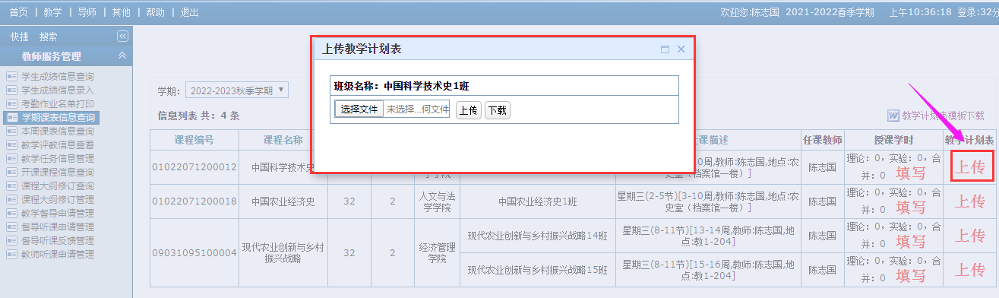 首页 | 教学 | 导师 | 其他 | 帮助 | 退出
欢迎您:陈志国 2021-2022春季学期 上午10:36:18 登录:32分
快捷 搜索
教师服务管理
学生成绩信息查询
学生成绩信息录入
考勤作业名单打印
学期课表信息查询
本周课表信息查询
教学评教信息查看
教学任务信息管理
开课课程信息查询
课程大纲修订查询
课程大纲修订管理
教学督导申请管理
督导听课申请管理
督导听课反馈管理
教师听课申请管理
上传教学计划表
班级名称：中国科学技术史1班
选择文件 未选择...何文件 上传 下载
学期: 2022-2023秋季学期
信息列表 共：4 条
教学计划表模板下载
课程编号 课程名称 上课描述 任课教师 授课学时 教学计划表
01022071200012 中国科学技术史 0周,教师:陈志国,地点:农 陈志国 理论：0，实验：0，合
史室（档案馆一楼）] 并：0 填写 上传
01022071200018 中国农业经济史 32 2 人文与法
学学院 中国农业经济史1班 星期三(2-5节)[3-10周,教师:陈志国,地点:农
史室（档案馆一楼）] 陈志国 理论：0，实验：0，合
并：0 填写 上传
09031095100004 现代农业创新与乡村
振兴战略 32 2 经济管理
学院 现代农业创新与乡村振兴战略14班 星期三(8-11节)[13-14周,教师:陈志国,地
点:教1-204] 陈志国 理论：0，实验：0，合
并：0 填写 上传
现代农业创新与乡村振兴战略15班 星期三(8-11节)[15-16周,教师:陈志国,地
点:教1-204] 陈志国 理论：0，实验：0，合
并：0 填写 上传